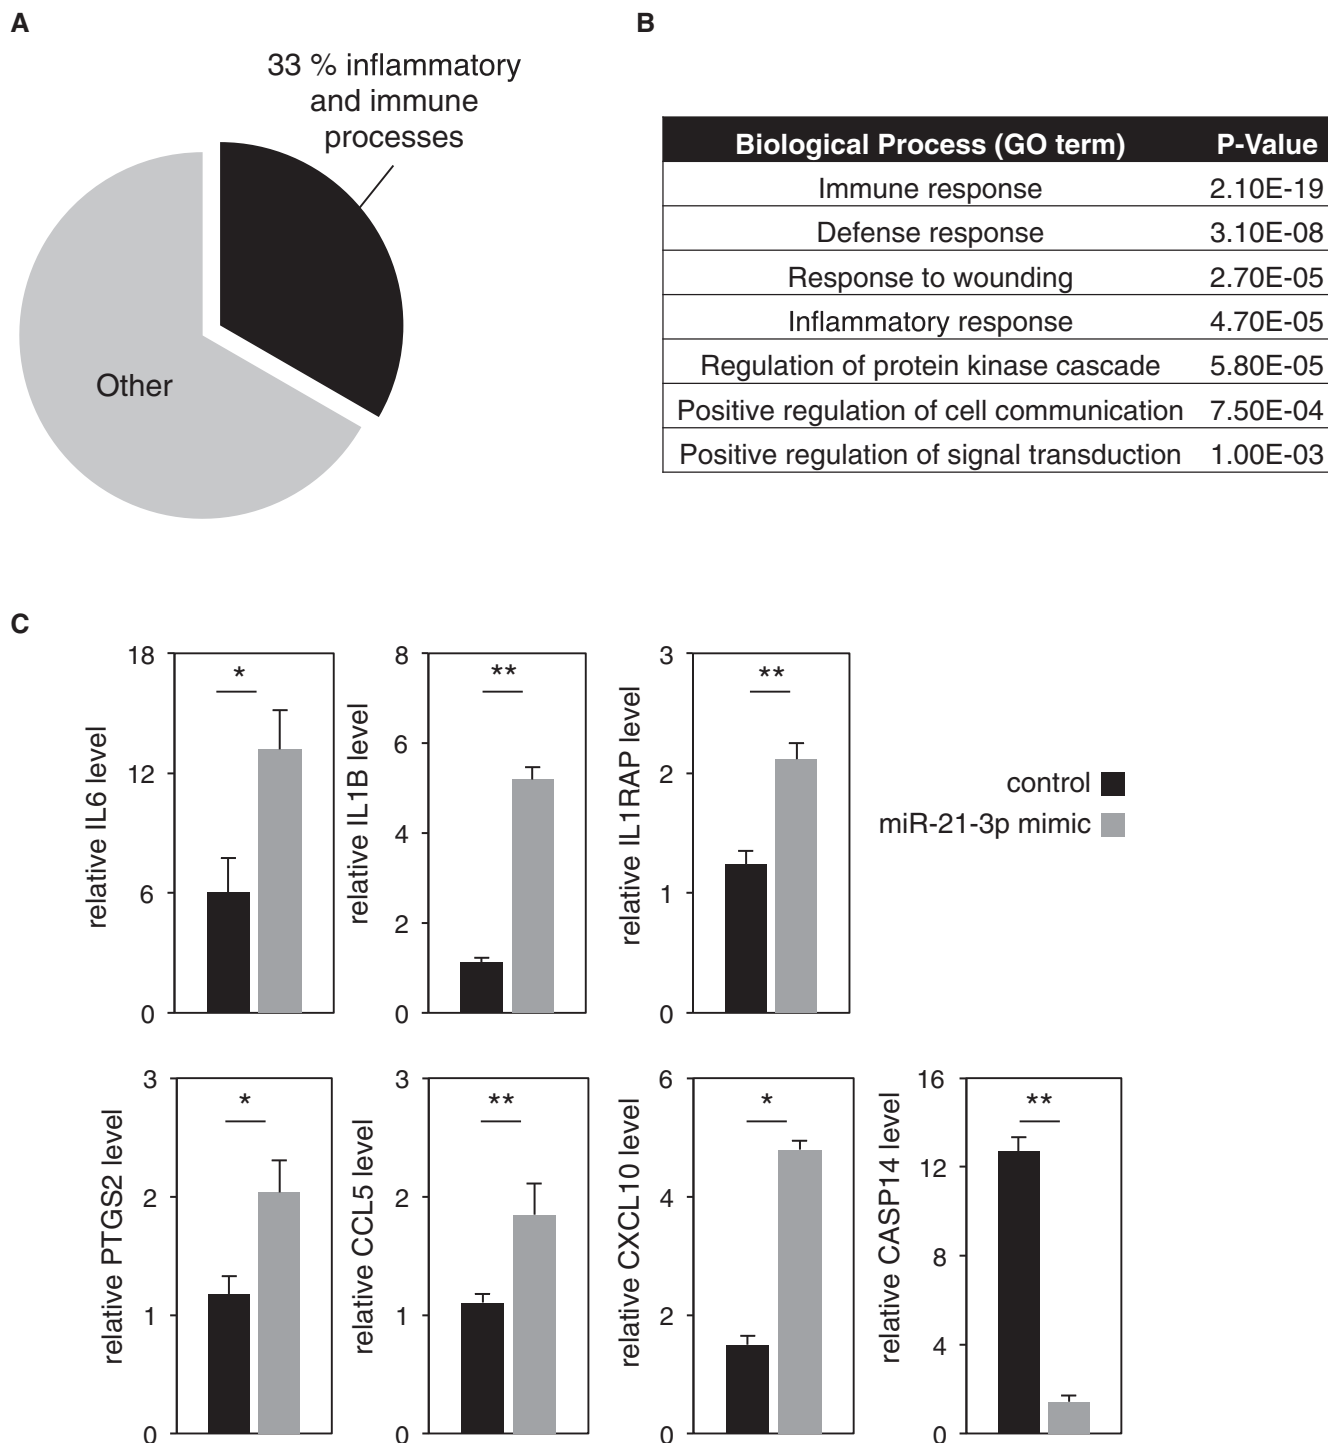 A
33 % inflammatory
and immune
processes
Other
B
Biological Process (GO term) P-Value
Immune response 2.10E-19
Defense response 3.10E-08
Response to wounding 2.70E-05
Inflammatory response 4.70E-05
Regulation of protein kinase cascade 5.80E-05
Positive regulation of cell communication 7.50E-04
Positive regulation of signal transduction 1.00E-03
C
relative IL6 level
18
12
6
0
*
relative IL1B level
8
6
4
2
0
**
relative IL1RAP level
3
2
1
0
**
control
miR-21-3p mimic
relative PTGS2 level
3
2
1
0
*
relative CCL5 level
3
2
1
0
**
relative CXCL10 level
6
4
2
0
*
relative CASP14 level
16
12
8
4
0
**